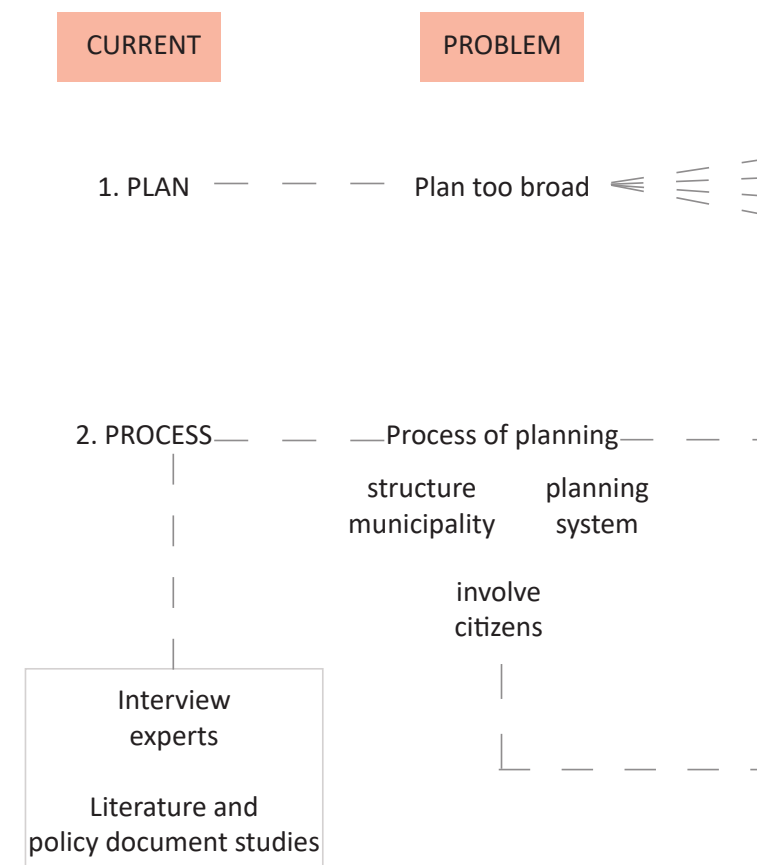 CURRENT
PROBLEM
1. PLAN
Plan too broad
2. PROCESS
Process of planning
structure
municipality
planning
system
involve
citizens
Interview
experts
Literature and
policy document studies